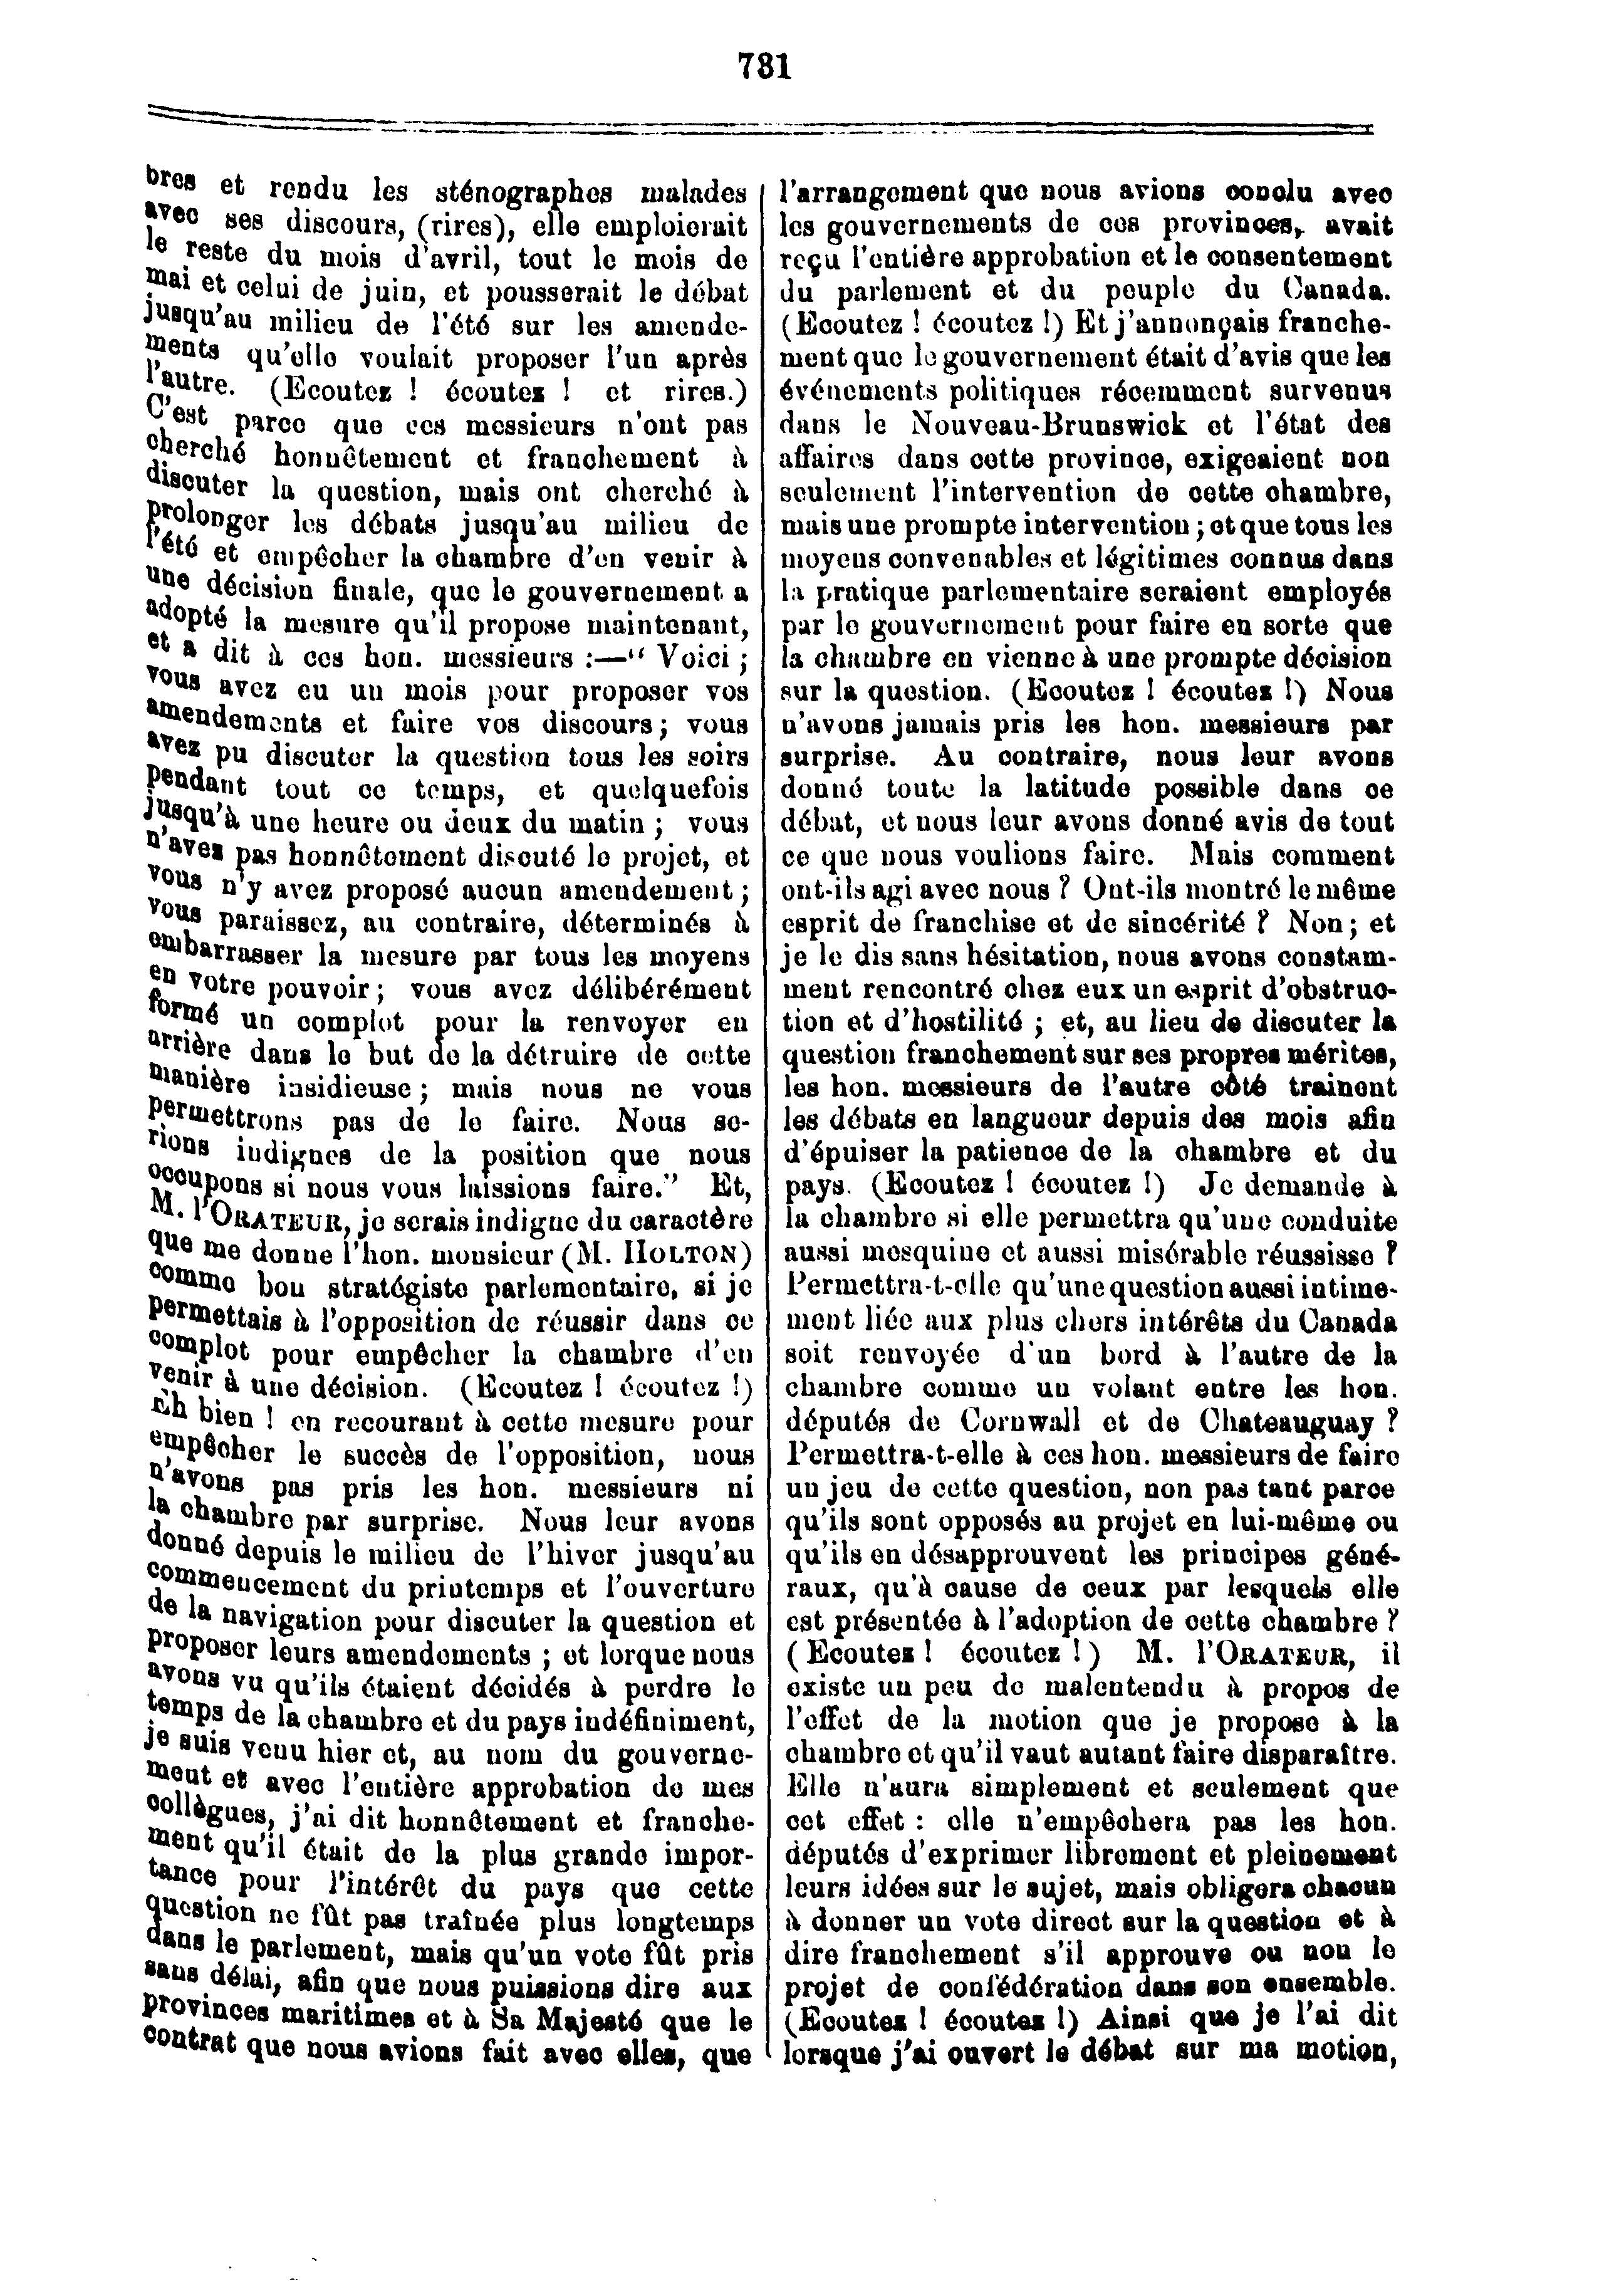 731
bres et rendu les sténographes malades
avec ses discours, (rires), elle emploierait
le reste du mois d'avril, tout le mois de
mai et celui de juin, et pousserait le débat
jusqu'au milieu de l'été sur les amende-
ments qu'elle voulait proposer l'un après
l'autre. (Ecoutez ! écoutez ! et rires.)
C'est parce que ces messieurs n'ont pas
cherché honnêtement et franchement à
discuter la question, mais ont cherché à
prolonger les débats jusqu'au milieu de
l'été et empêcher la chambre d'en venir à
une décision finale, que le gouvernement a
adopté la mesure qu'il propose maintenant,
et a dit à ces hon. messieurs :—“ Voici ;
vous avez eu un mois pour proposer vos
amendements et faire vos discours ; vous
avez pu discuter la question tous les soirs
pendant tout ce temps, et quelquefois
jusqu'à une heure ou deux du matin ; vous
n'avez pas honnêtement discuté le projet, et
vous n'y avez proposé aucun amendement ;
vous paraissez, au contraire, déterminés à
embarrasser la mesure par tous les moyens
en votre pouvoir ; vous avez délibérément
formé un complot pour la renvoyer en
arrière dans le but de la détruire de cette
manière insidieuse ; mais nous ne vous
permettrons pas de le faire. Nous se-
rions indignes de la position que nous
occupons si nous vous laissions faire.” Et,
M. l'ORATEUR, je serais indigne du caractère
que me donne l'hon. monsieur (M. HOLTON)
comme bon stratégiste parlementaire, si je
permettais à l'opposition de réussir dans ce
complot pour empêcher la chambre d'en
venir à une décision. (Ecoutez ! écoutez !)
Eh bien ! en recourant à cette mesure pour
empêcher le succès de l'opposition, nous
n'avons pas pris les hon. messieurs ni
la chambre par surprise. Nous leur avons
donné depuis le milieu de l'hiver jusqu'au
commencement du printemps et l'ouverture
de la navigation pour discuter la question et
proposer leurs amendements ; et lorque nous
avons vu qu'ils étaient décidés à perdre le
temps de la chambre et du pays indéfiniment,
je suis venu hier et, au nom du gouverne-
ment et avec l'entière approbation de mes
collègues, j'ai dit honnêtement et franche-
ment qu'il était de la plus grande impor-
tance pour l'intérêt du pays que cette
question ne fût pas traînée plus longtemps
dans le parlement, mais qu'un vote fût pris
sans délai, afin que nous puissions dire aux
provinces maritimes et à Sa Majesté que le
contrat que nous avions fait avec elles, que
l'arrangement que nous avions conclu avec
les gouvernements de ces provinces, avait
reçu l'entière approbation et le consentement
du parlement et du peuple du Canada.
(Ecoutez ! écoutez !) Et j'annonçais franche-
ment que le gouvernement était d'avis que les
événements politiques récemment survenus
dans le Nouveau-Brunswick et l'état des
affaires dans cette province, exigeaient non
seulement l'intervention de cette chambre,
mais une prompte intervention ; et que tous les
moyens convenables et légitimes connus dans
la pratique parlementaire seraient employés
par le gouvernement pour faire en sorte que
la chambre en vienne à une prompte décision
sur la question. (Ecoutez ! écoutez !) Nous
n'avons jamais pris les hon. messieurs par
surprise. Au contraire, nous leur avons
donné toute la latitude possible dans ce
débat, et nous leur avons donné avis de tout
ce que nous voulions faire. Mais comment
ont-ils agi avec nous ? Ont-ils montré le même
esprit de franchise et de sincérité ? Non ; et
je le dis sans hésitation, nous avons constam-
ment rencontré chez eux un esprit d'obstruc-
tion et d'hostilité ; et, au lieu de discuter la
question franchement sur ses propres mérites,
les hon. messieurs de l'autre côté trainent
les débats en langueur depuis des mois afin
d'épuiser la patience de la chambre et du
pays. (Ecoutez ! écoutez !) Je demande à
la chambre si elle permettra qu'une conduite
aussi mesquine et aussi misérable réussisse ?
Permettra-t-elle qu'une question aussi intime-
ment liée aux plus chers intérêts du Canada
soit renvoyée d'un bord à l'autre de la
chambre comme un volant entre les hon.
députés de Cornwall et de Chateauguay ?
Permettra-t-elle à ces hon. messieurs de faire
un jeu de cette question, non pas tant parce
qu'ils sont opposés au projet en lui-même ou
qu'ils en désapprouvent les principes géné-
raux, qu'à cause de ceux par lesquels elle
est présentée à l'adoption de cette chambre ?
(Ecoutez ! écoutez !) M. l'ORATEUR, il
existe un peu de malentendu à propos de
l'effet de la motion que je propose à la
chambre et qu'il vaut autant faire disparaître.
Elle n'aura simplement et seulement que
cet effet : elle n'empêchera pas les hon.
députés d'exprimer librement et pleinement
leurs idées sur le sujet, mais obligera chacun
à donner un vote direct sur la question et à
dire franchement s'il approuve ou non le
projet de confédération dans son ensemble.
(Ecoutez ! écoutez !) Ainsi que je l'ai dit
lorsque j'ai ouvert le débat sur ma motion,